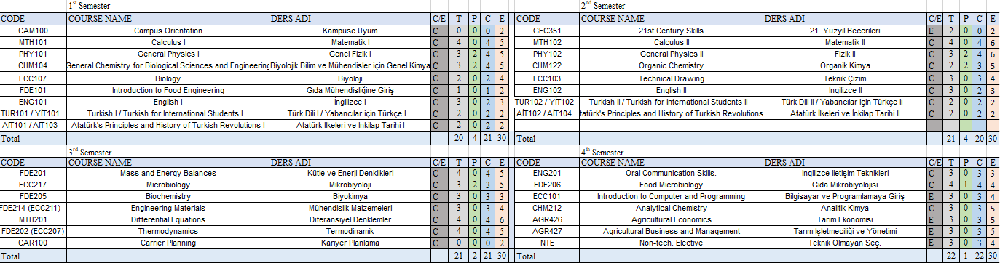 1st Semester
CODE COURSE NAME DERS ADI C/E T P C E
CAM100 Campus Orientation Kampüse Uyum C 0 0 0 2
MTH101 Calculus I Matematik I C 4 0 4 5
PHY101 General Physics I Genel Fizik I C 3 2 4 5
CHM104 General Chemistry for Biological Sciences and Engineering Biyolojik Bilim ve Mühendisler için Genel Kimya C 3 2 4 5
ECC107 Biology Biyoloji C 2 0 2 4
FDE101 Introduction to Food Engineering Gıda Mühendisliğine Giriş C 1 0 1 2
ENG101 English I İngilizce I C 3 0 2 3
TUR101 / YİT101 Turkish I / Turkish for International Students I Türk Dili I / Yabancılar için Türkçe I C 2 0 2 2
AİT101 / AİT103 Atatürk's Principles and History of Turkish Revolutions I Atatürk İlkeleri ve İnkilap Tarihi I C 2 0 2 2
Total 20 4 21 30
2nd Semester
CODE COURSE NAME DERS ADI C/E T P C E
GEC351 21st Century Skills 21. Yüzyıl Becerileri E 2 0 0 2
MTH102 Calculus II Matematik II C 4 0 4 6
PHY102 General Physics II Fizik II C 3 2 4 6
CHM122 Organic Chemistry Organik Kimya C 2 2 3 5
ECC103 Technical Drawing Teknik Çizim C 3 0 3 4
ENG102 English II İngilizce II C 3 0 2 3
TUR102 / YİT102 Turkish II / Turkish for International Students II Türk Dili II / Yabancılar için Türkçe Iı C 2 0 2 2
AİT102 / AİT104 tatürk's Principles and History of Turkish Revolutions Atatürk İlkeleri ve İnkilap Tarihi II C 2 0 2 2
Total 21 4 20 30
3rd Semester
CODE COURSE NAME DERS ADI C/E T P C E
FDE201 Mass and Energy Balances Kütle ve Enerji Denklikleri C 4 0 4 5
ECC217 Microbiology Mikrobiyoloji C 3 2 3 5
FDE205 Biochemistry Biyokimya C 3 0 3 3
FDE214 (ECC211) Engineering Materials Mühendislik Malzemeleri C 3 0 3 4
MTH201 Differential Equations Diferansiyel Denklemler C 4 0 4 6
FDE202 (ECC207) Thermodynamics Termodinamik C 4 0 4 5
CAR100 Carrier Planning Kariyer Planlama C 0 0 0 2
Total 21 2 21 30
4th Semester
CODE COURSE NAME DERS ADI C/E T P C E
ENG201 Oral Communication Skills. İngilizce İletişim Teknikleri C 3 0 3 3
FDE206 Food Microbiology Gıda Mikrobiyolojisi C 4 1 4 4
ECC101 Introduction to Computer and Programming Bilgisayar ve Programlamaya Giriş E 3 0 3 4
CHM212 Analytical Chemistry Analitik Kimya C 3 0 3 5
AGR426 Agricultural Economics Tarım Ekonomisi E 3 0 3 5
AGR427 Agricultural Business and Management Tarım İşletmeciliği ve Yönetimi E 3 0 3 5
NTE Non-tech. Elective Teknik Olmayan Seç. E 3 0 3 4
Total 22 1 22 30